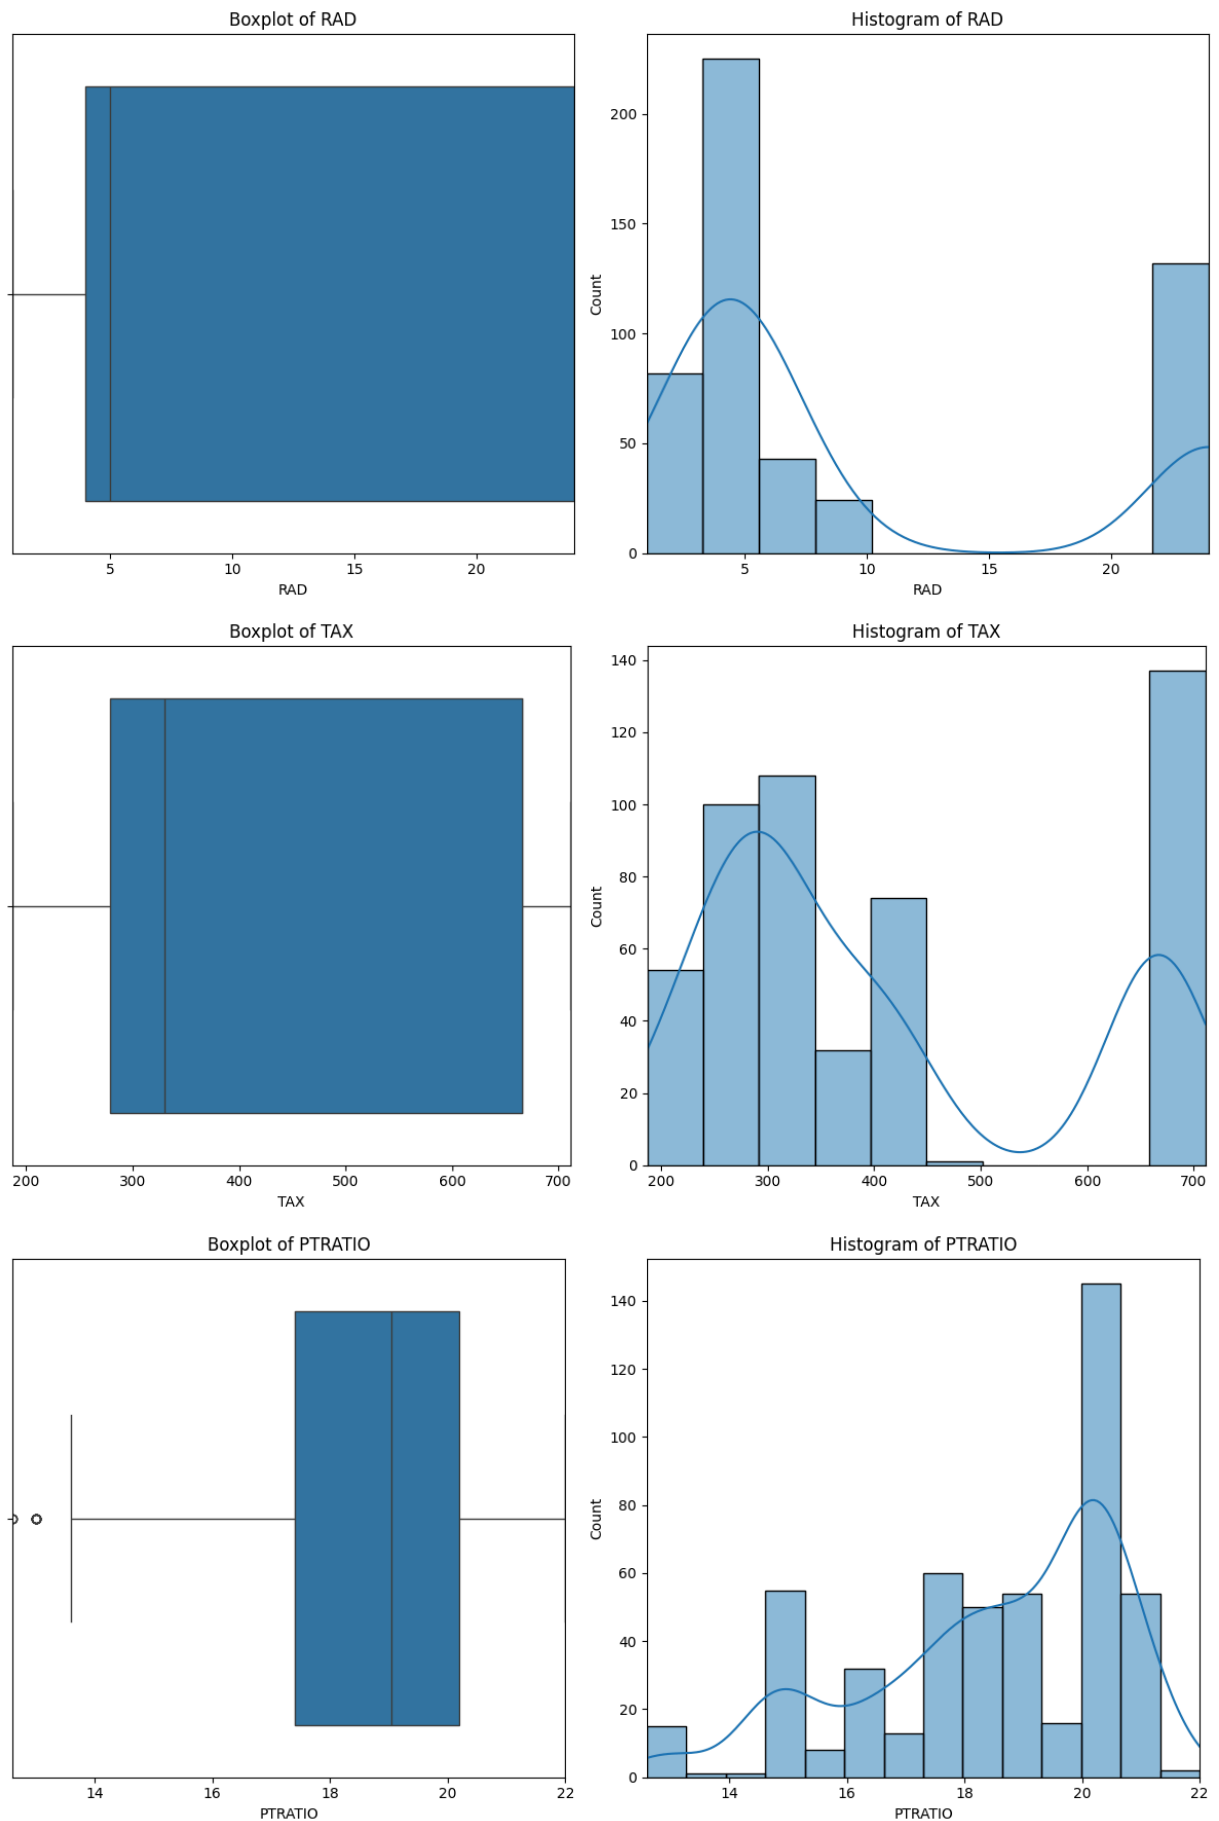 Boxplot of RAD
Histogram of RAD
5 10 15 20
RAD
200
150
100
50
0
Count
5 10 15 20
RAD
Boxplot of TAX
Histogram of TAX
200 300 400 500 600 700
TAX
140
120
100
80
60
40
20
0
Count
200 300 400 500 600 700
TAX
Boxplot of PTRATIO
Histogram of PTRATIO
14 16 18 20 22
PTRATIO
140
120
100
80
60
40
20
0
Count
14 16 18 20 22
PTRATIO